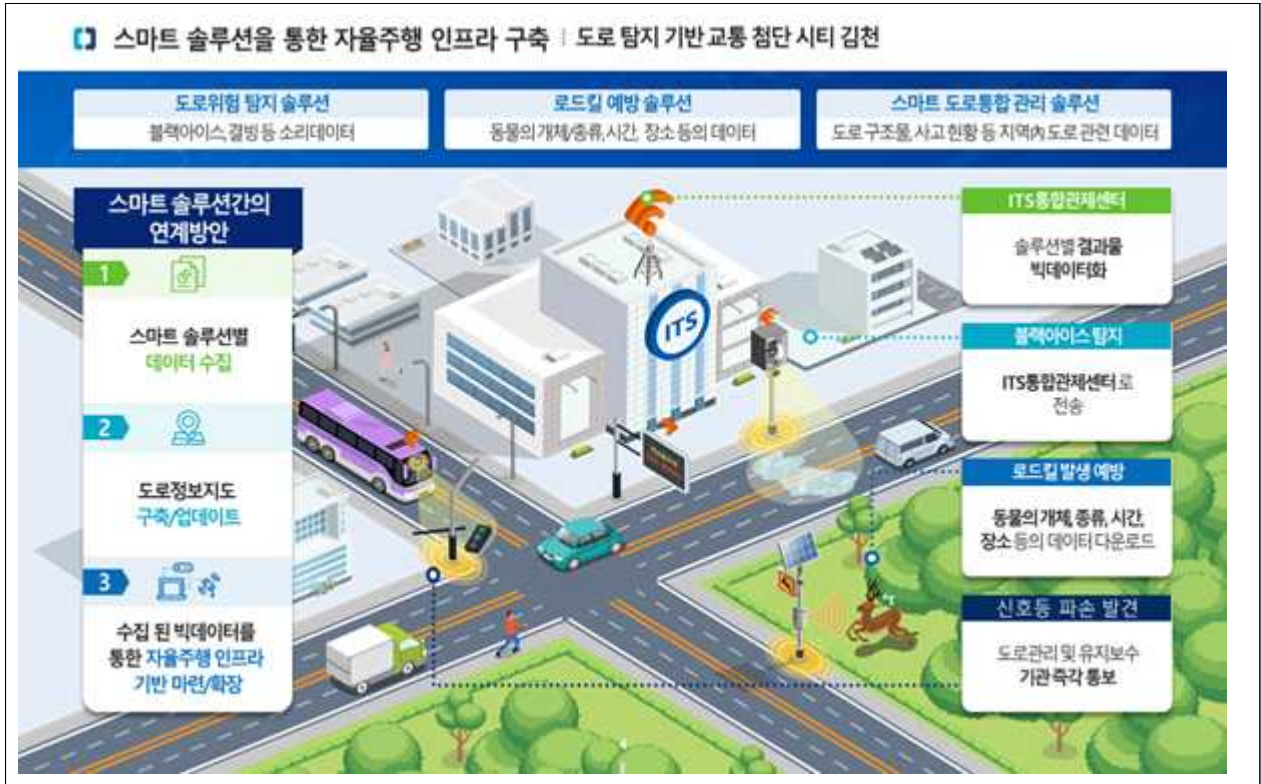 스마트 솔루션을 통한 자율주행 인프라 구축 | 도로 탐지 기반 교통 첨단 시티 김천
도로위험 탐지 솔루션
블랙아이스, 결빙 등 소리데이터
로드킬 예방 솔루션
동물의 개체/종류, 시간, 장소 등의 데이터
스마트 도로통합 관리 솔루션
도로 구조물, 사고 현황 등 지역內 도로 관련 데이터
스마트 솔루션간의
연계방안
1
스마트 솔루션별
데이터 수집
2
도로정보지도
구축/업데이트
3
수집 된 빅데이터를
통한 자율주행 인프라
기반 마련/확장
ITS
ITS통합관제센터
솔루션별 결과물
빅데이터화
블랙아이스 탐지
ITS통합관제센터로
전송
로드킬 발생 예방
동물의 개체, 종류, 시간,
장소 등의 데이터 다운로드
신호등 파손 발견
도로관리 및 유지보수
기관 즉각 통보